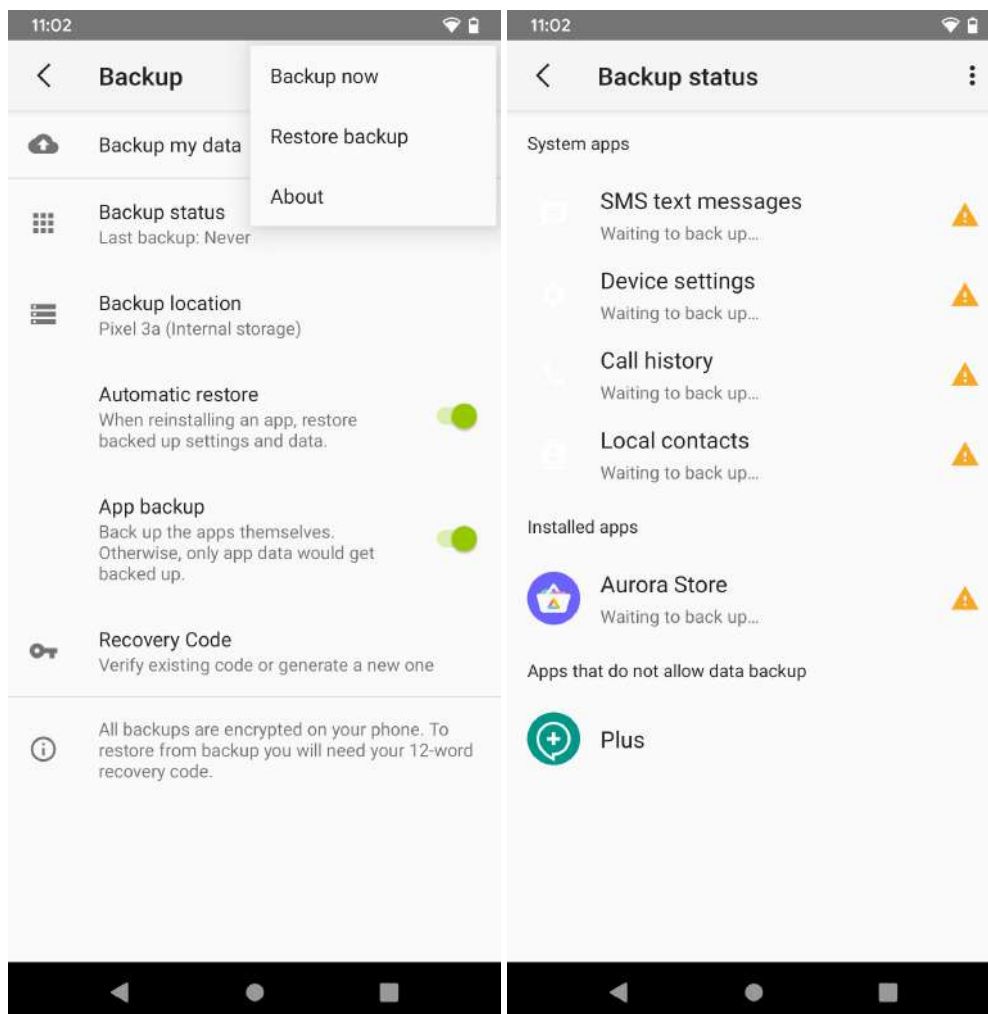 11:02
Backup
Backup now
Restore backup
About
Backup my data
Backup status
Last backup: Never
Backup location
Pixel 3a (Internal storage)
Automatic restore
When reinstalling an app, restore
backed up settings and data.
App backup
Back up the apps themselves.
Otherwise, only app data would get
backed up.
Recovery Code
Verify existing code or generate a new one
All backups are encrypted on your phone. To
restore from backup you will need your 12-word
recovery code.
11:02
Backup status
System apps
SMS text messages
Waiting to back up…
Device settings
Waiting to back up…
Call history
Waiting to back up…
Local contacts
Waiting to back up…
Installed apps
Aurora Store
Waiting to back up…
Apps that do not allow data backup
Plus